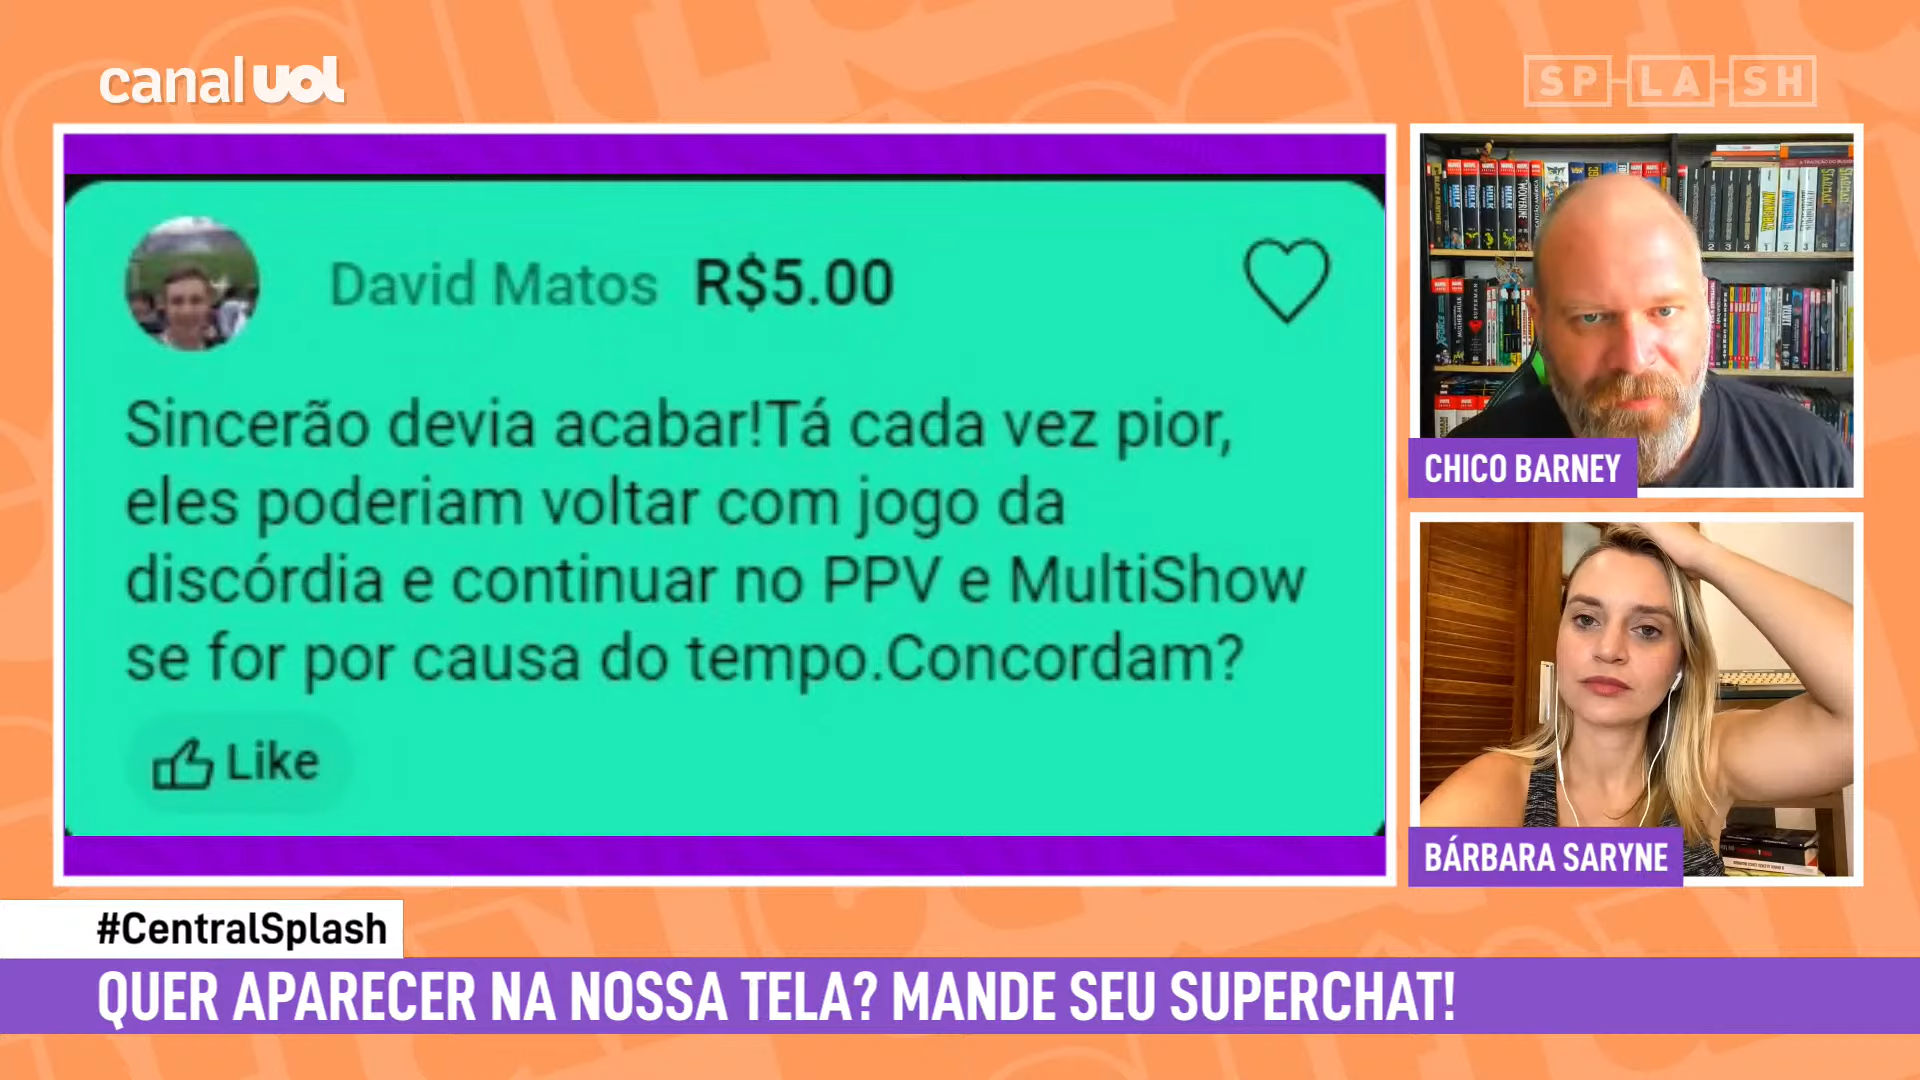 canal uol
SPLASH
David Matos R$5.00
Sincerão devia acabar!Tá cada vez pior,
eles poderiam voltar com jogo da
discórdia e continuar no PPV e MultiShow
se for por causa do tempo.Concordam?
Like
CHICO BARNEY
BÁRBARA SARYNE
#CentralSplash
QUER APARECER NA NOSSA TELA? MANDE SEU SUPERCHAT!